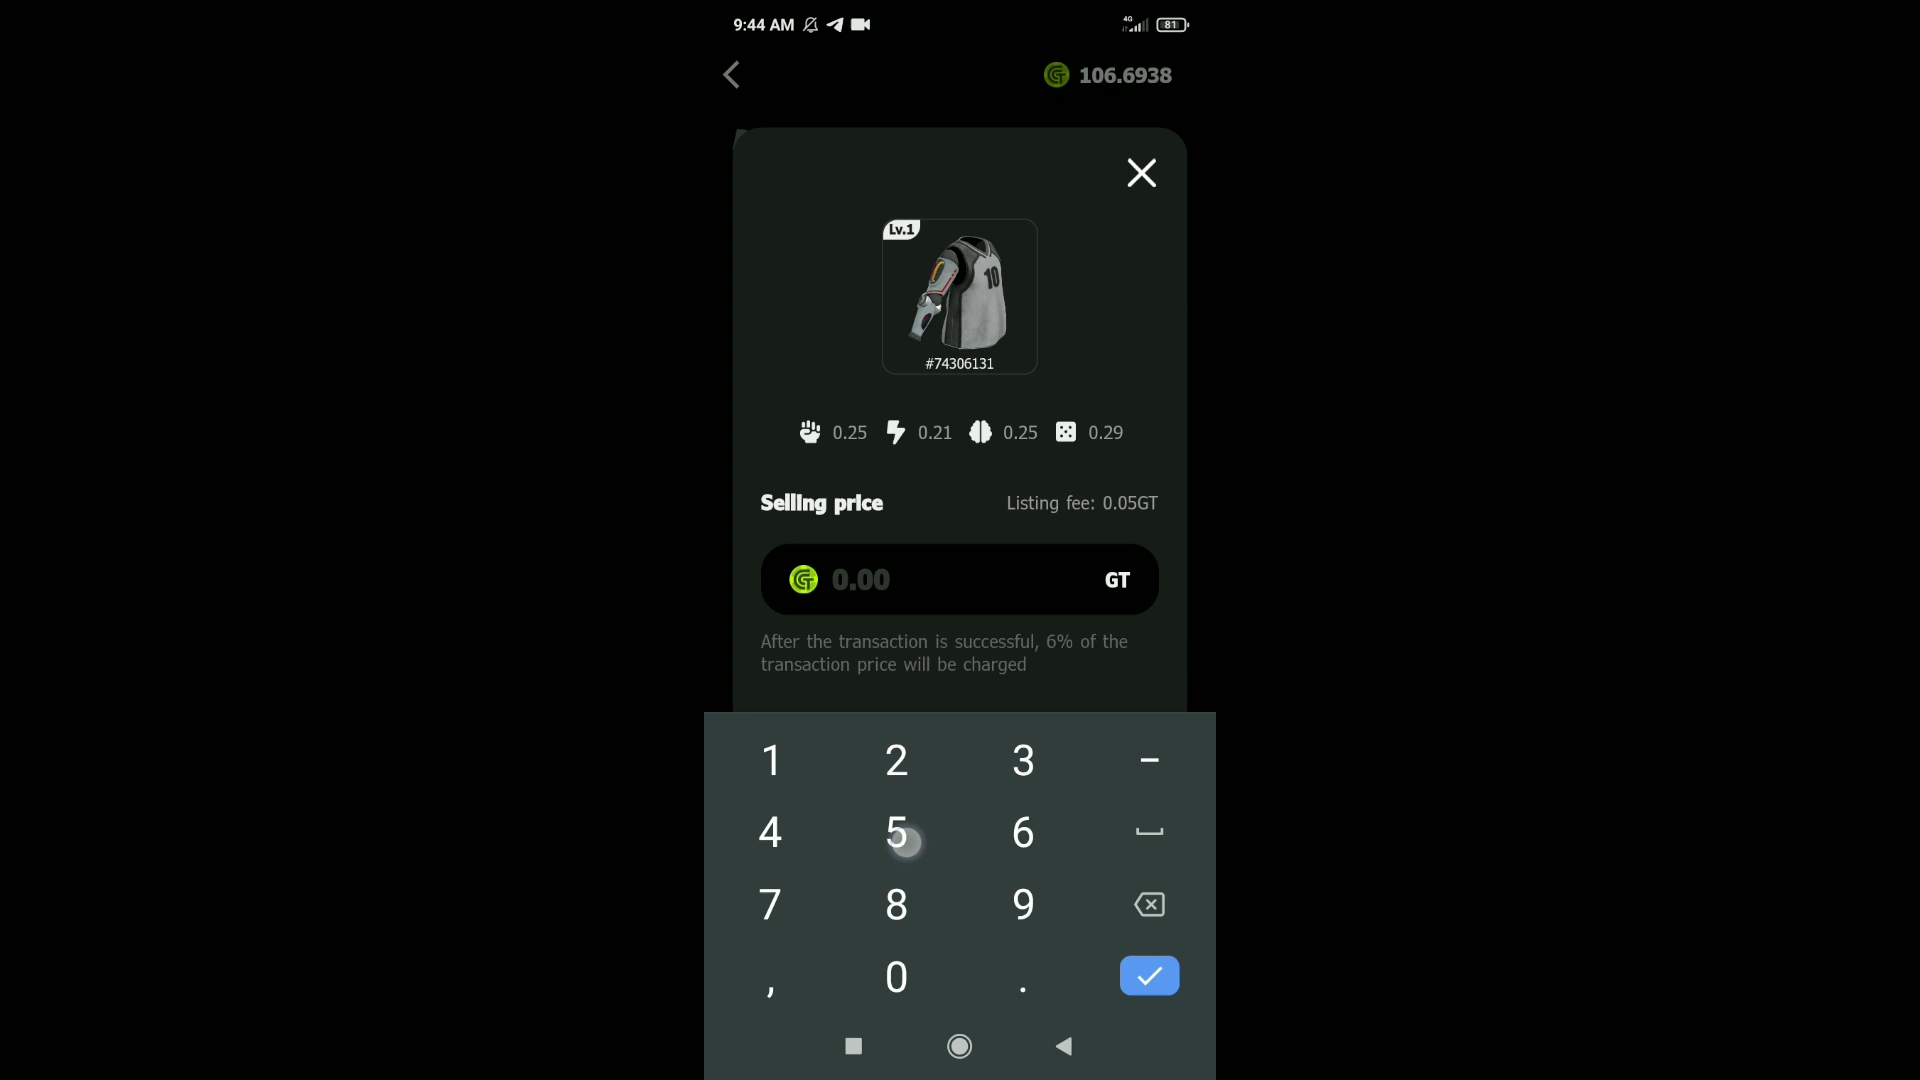 9:44 AM
4G
81
106.6938
Lv.1
10
#74306131
0.25
0.21
0.25
0.29
Selling price
Listing fee: 0.05GT
0.00
GT
After the transaction is successful, 6% of the
transaction price will be charged
1 2 3 –
4 5 6
7 8 9
, 0 .